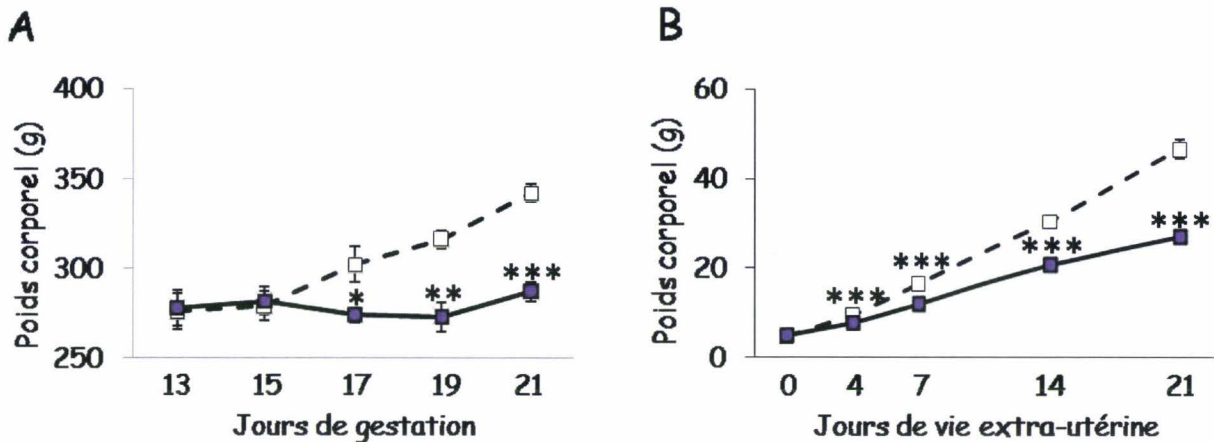 A
B
Poids corporel (g)
400
350
300
250
*
**
***
13 15 17 19 21
Jours de gestation
Poids corporel (g)
60
40
20
0
***
***
***
***
0 4 7 14 21
Jours de vie extra-utérine